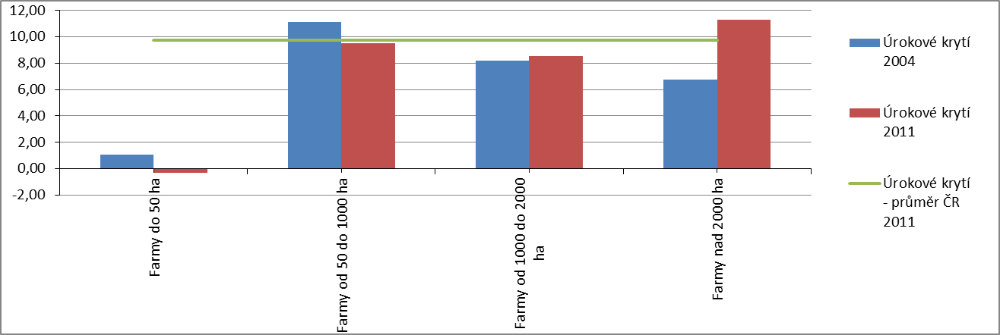 12,00
10,00
8,00
6,00
4,00
2,00
0,00
-2,00
Farmy do 50 ha
Farmy od 50 do 1000 ha
Farmy od 1000 do 2000
ha
Farmy nad 2000 ha
Úrokové krytí
2004
Úrokové krytí
2011
Úrokové krytí
- průměr ČR
2011